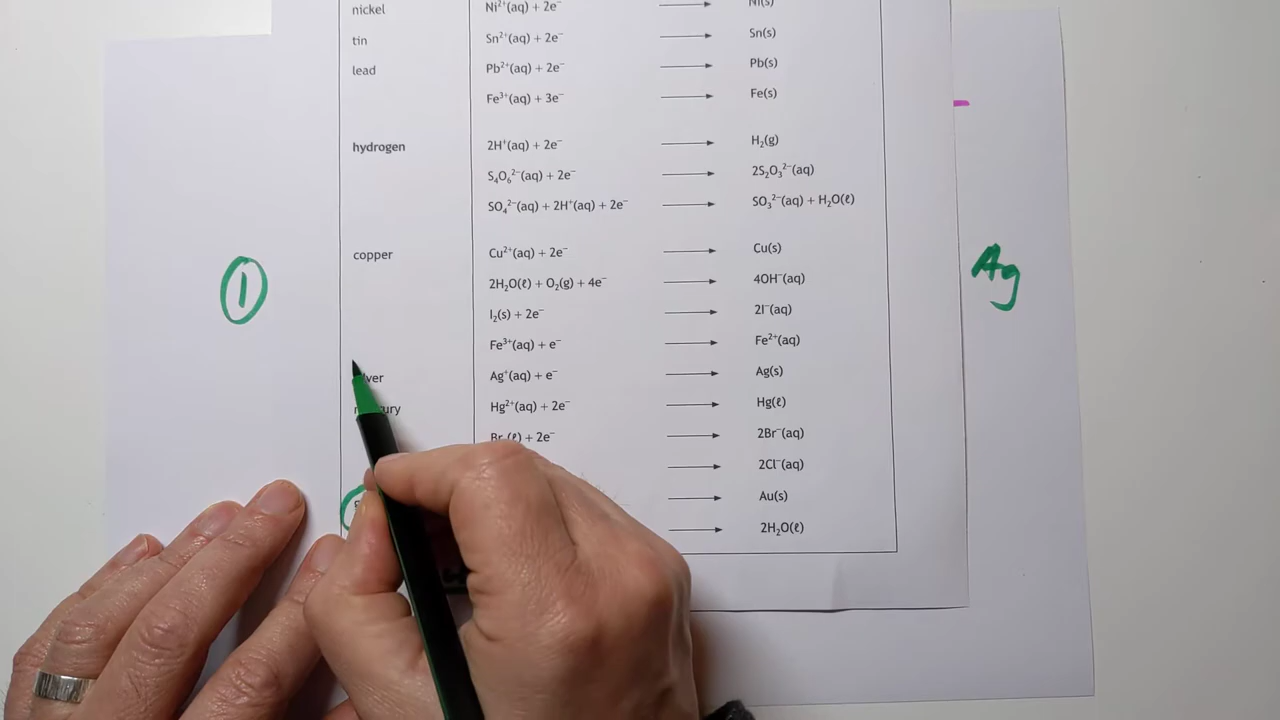 nickel Ni²⁺(aq) + 2e⁻ ⟶ Ni(s)
tin Sn²⁺(aq) + 2e⁻ ⟶ Sn(s)
lead Pb²⁺(aq) + 2e⁻ ⟶ Pb(s)
Fe³⁺(aq) + 3e⁻ ⟶ Fe(s)
hydrogen 2H⁺(aq) + 2e⁻ ⟶ H₂(g)
S₄O₆²⁻(aq) + 2e⁻ ⟶ 2S₂O₃²⁻(aq)
SO₄²⁻(aq) + 2H⁺(aq) + 2e⁻ ⟶ SO₃²⁻(aq) + H₂O(ℓ)
copper Cu²⁺(aq) + 2e⁻ ⟶ Cu(s)
2H₂O(ℓ) + O₂(g) + 4e⁻ ⟶ 4OH⁻(aq)
1 Ag
I₂(s) + 2e⁻ ⟶ 2I⁻(aq)
Fe³⁺(aq) + e⁻ ⟶ Fe²⁺(aq)
Ag⁺(aq) + e⁻ ⟶ Ag(s)
Hg²⁺(aq) + 2e⁻ ⟶ Hg(ℓ)
Br₂(ℓ) + 2e⁻ ⟶ 2Br⁻(aq)
⟶ 2Cl⁻(aq)
⟶ Au(s)
⟶ 2H₂O(ℓ)